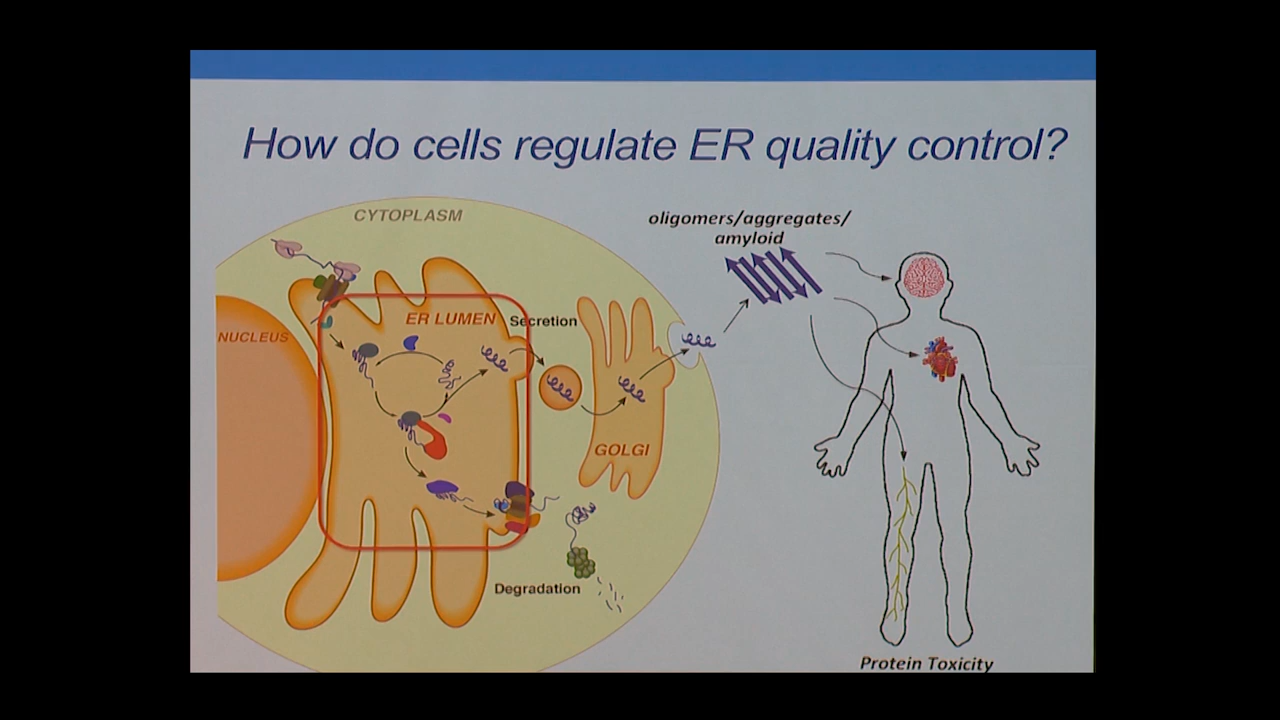 How do cells regulate ER quality control?
CYTOPLASM
oligomers/aggregates/
amyloid
NUCLEUS
ER LUMEN
Secretion
GOLGI
Degradation
Protein Toxicity